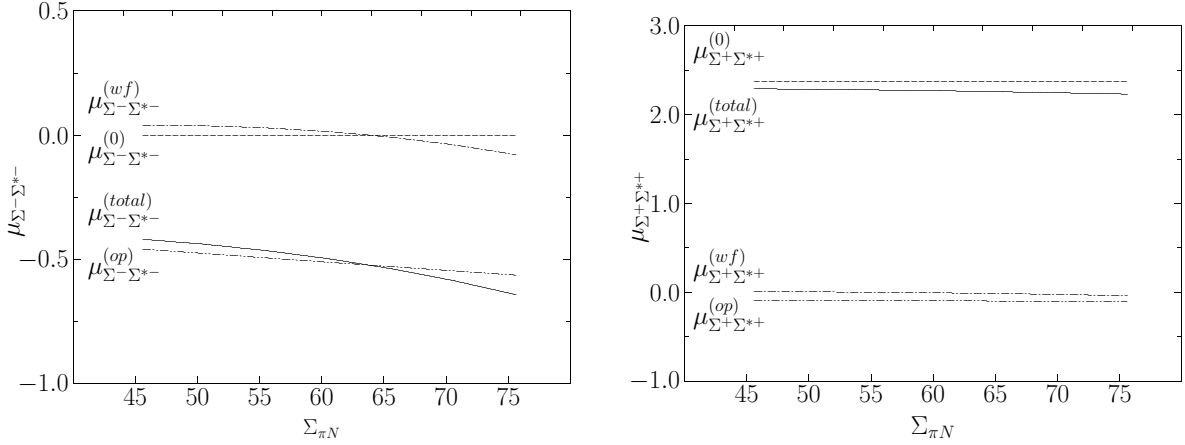 0.5
μ^{(wf)}_{Σ−Σ*−}
0.0
μ^{(0)}_{Σ−Σ*−}
μ^{(total)}_{Σ−Σ*−}
−0.5
μ^{(op)}_{Σ−Σ*−}
−1.0
μ_{Σ−Σ*−}
45 50 55 60 65 70 75
Σ_{πN}
3.0
μ^{(0)}_{Σ+Σ*+}
2.0
μ^{(total)}_{Σ+Σ*+}
1.0
μ^{(wf)}_{Σ+Σ*+}
0.0
μ^{(op)}_{Σ+Σ*+}
−1.0
μ_{Σ+Σ*+}
45 50 55 60 65 70 75
Σ_{πN}